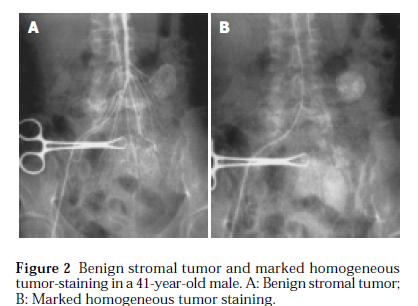 A
B
Figure 2 Benign stromal tumor and marked homogeneous
tumor-staining in a 41-year-old male. A: Benign stromal tumor;
B: Marked homogeneous tumor staining.